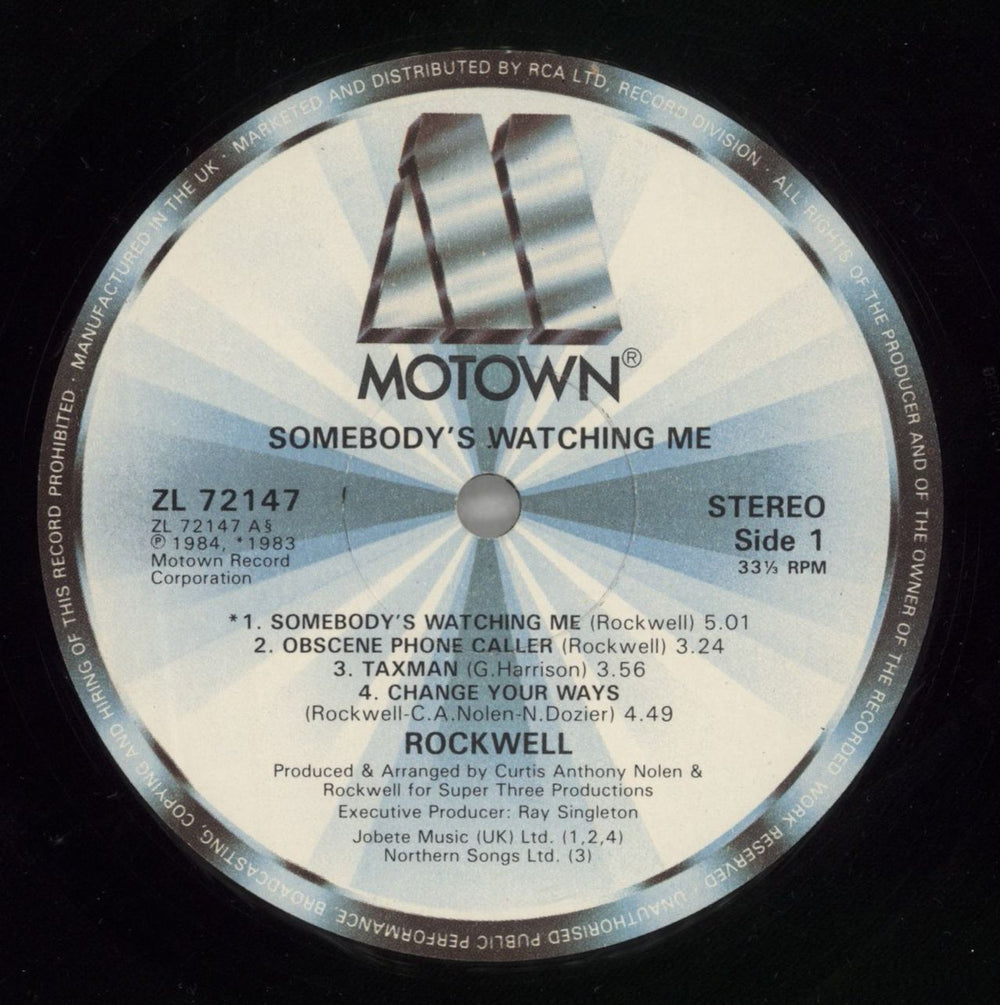 MANUFACTURED IN THE UK · MARKETED AND DISTRIBUTED BY RCA LTD, RECORD DIVISION · ALL RIGHTS OF THE PRODUCER AND OF THE OWNER OF THE RECORDED WORK RESERVED · UNAUTHORISED PUBLIC PERFORMANCE, BROADCASTING, COPYING AND HIRING OF THIS RECORD PROHIBITED ·
MOTOWN®
SOMEBODY'S WATCHING ME
ZL 72147
ZL 72147 A§
℗ 1984, *1983
Motown Record
Corporation
STEREO
Side 1
33⅓ RPM
*1. SOMEBODY'S WATCHING ME (Rockwell) 5.01
2. OBSCENE PHONE CALLER (Rockwell) 3.24
3. TAXMAN (G.Harrison) 3.56
4. CHANGE YOUR WAYS
(Rockwell-C.A.Nolen-N.Dozier) 4.49
ROCKWELL
Produced & Arranged by Curtis Anthony Nolen &
Rockwell for Super Three Productions
Executive Producer: Ray Singleton
Jobete Music (UK) Ltd. (1,2,4)
Northern Songs Ltd. (3)